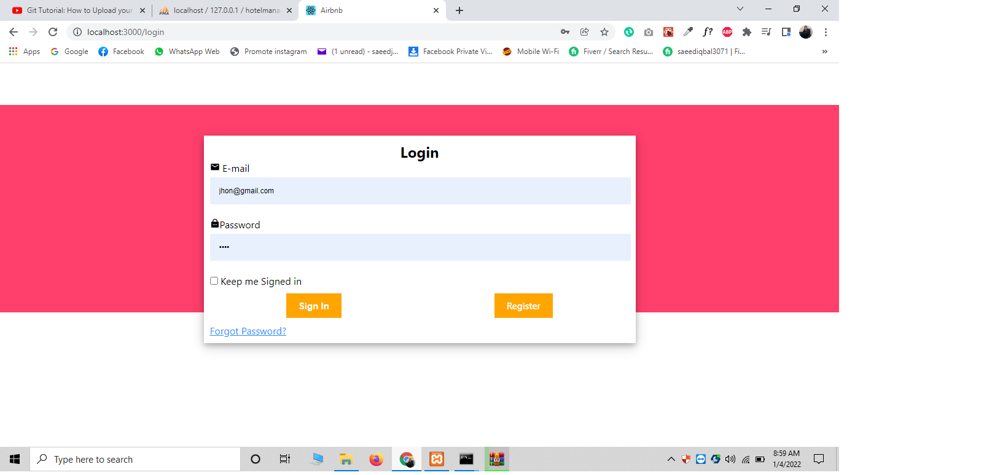 Git Tutorial: How to Upload your
localhost / 127.0.0.1 / hotelmana
Airbnb
localhost:3000/login
f?
ABP
Apps
Google
Facebook
WhatsApp Web
Promote instagram
(1 unread) - saeedj...
Facebook Private Vi...
Mobile Wi-Fi
Fiverr / Search Resu...
saeediqbal3071 | Fi...
Login
E-mail
jhon@gmail.com
Password
••••
Keep me Signed in
Sign In
Register
Forgot Password?
Type here to search
8:59 AM
1/4/2022